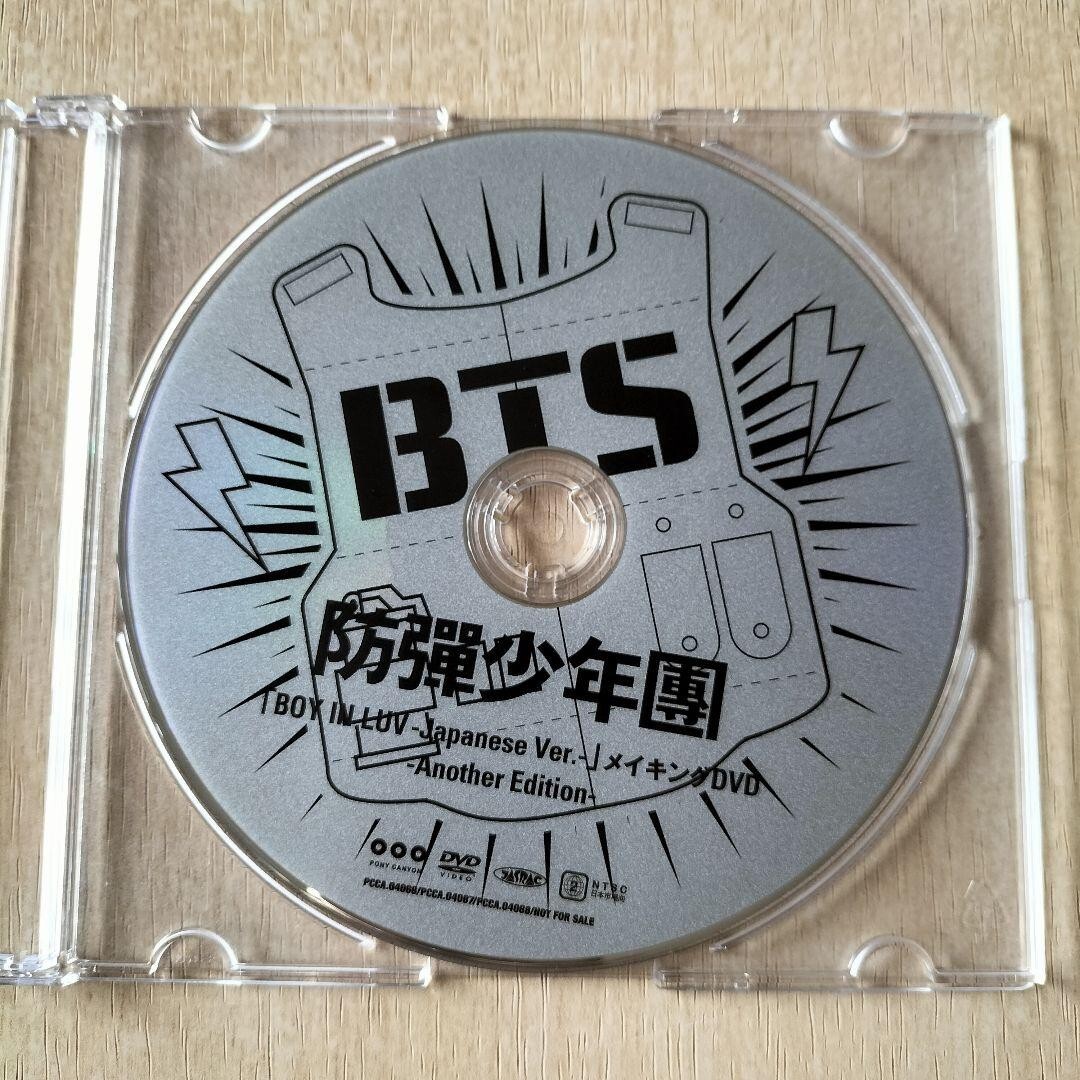 BTS
防彈少年團
「BOY IN LUV -Japanese Ver.-」メイキングDVD
-Another Edition-
PONY CANYON
DVD
VIDEO
JASRAC
2
NTSC
日本市場向
PCCA.04066/PCCA.04067/PCCA.04068/NOT FOR SALE